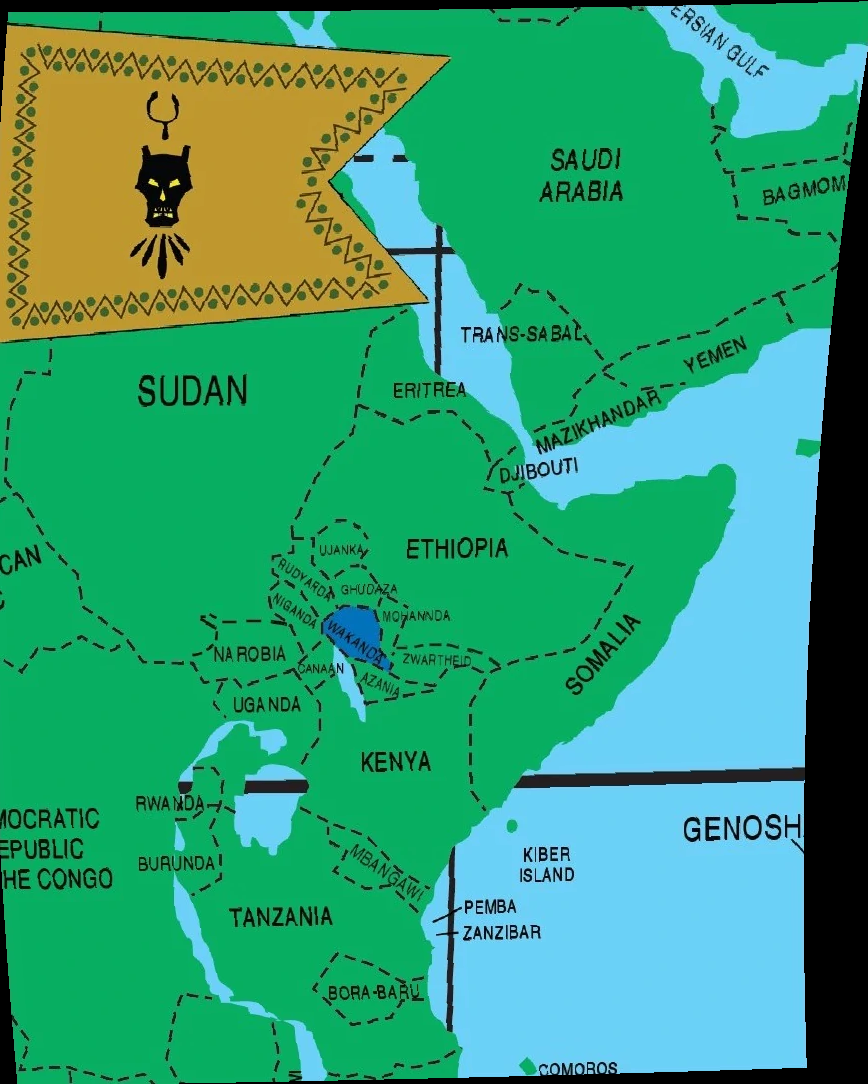 ERSIAN GULF
SAUDI
ARABIA
BAGMOM
TRANS-SABAL
YEMEN
SUDAN
ERITREA
MAZIKHANDAR
DJIBOUTI
CAN
UJANKA
ETHIOPIA
RUDYARDA
GHUDAZA
NIGANDA
MOHANNDA
WAKANDA
NAROBIA
CANAAN
ZWARTHEID
AZANIA
SOMALIA
UGANDA
KENYA
RWANDA
MOCRATIC
EPUBLIC
HE CONGO
BURUNDA
MBANGAWI
GENOSH
KIBER
ISLAND
TANZANIA
PEMBA
ZANZIBAR
BORA-BARU
COMOROS